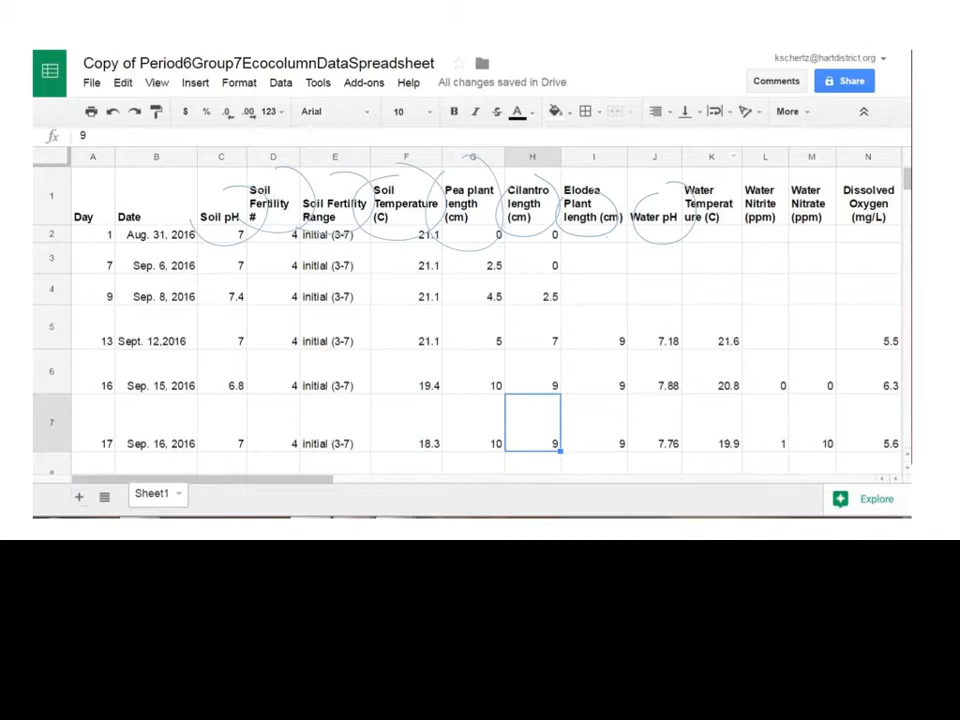 Copy of Period6Group7EcocolumnDataSpreadsheet
kschertz@hartdistrict.org
File Edit View Insert Format Data Tools Add-ons Help All changes saved in Drive
Comments Share
$ % .0 .00 123 Arial 10 B I S A More
fx 9
A B C D E F G H I J K L M N
1 Day Date Soil pH Soil Fertility # Soil Fertility Range Soil Temperature (C) Pea plant length (cm) Cilantro length (cm) Elodea Plant length (cm) Water pH Water Temperat ure (C) Water Nitrite (ppm) Water Nitrate (ppm) Dissolved Oxygen (mg/L)
2 1 Aug. 31, 2016 7 4 initial (3-7) 21.1 0 0
3 7 Sep. 6, 2016 7 4 initial (3-7) 21.1 2.5 0
4 9 Sep. 8, 2016 7.4 4 initial (3-7) 21.1 4.5 2.5
5 13 Sept. 12,2016 7 4 initial (3-7) 21.1 5 7 9 7.18 21.6 5.5
6 16 Sep. 15, 2016 6.8 4 initial (3-7) 19.4 10 9 9 7.88 20.8 0 0 6.3
7 17 Sep. 16, 2016 7 4 initial (3-7) 18.3 10 9 9 7.76 19.9 1 10 5.6
Sheet1
Explore